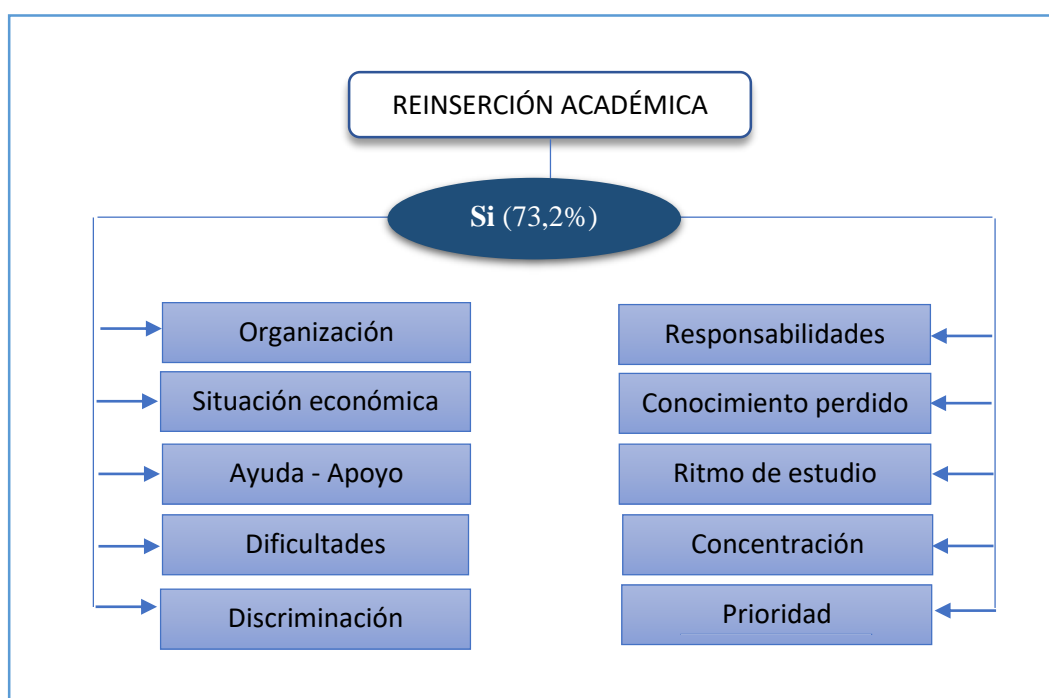 REINSERCIÓN ACADÉMICA
Si (73,2%)
Organización
Situación económica
Ayuda - Apoyo
Dificultades
Discriminación
Responsabilidades
Conocimiento perdido
Ritmo de estudio
Concentración
Prioridad